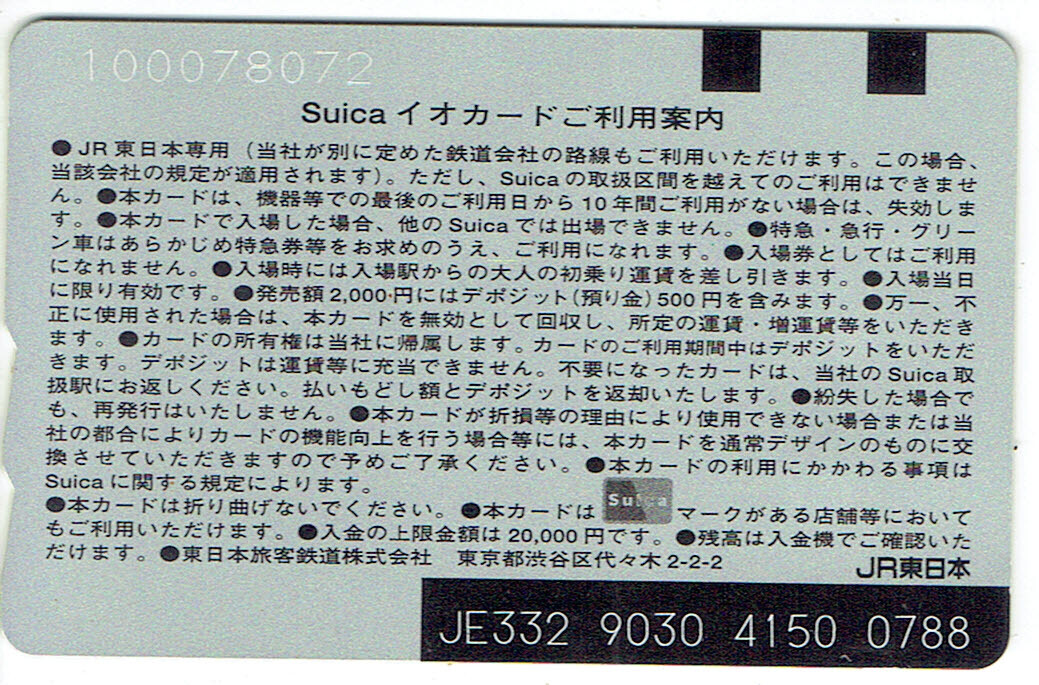 100078072
Suica イオカードご利用案内
●JR東日本専用（当社が別に定めた鉄道会社の路線もご利用いただけます。この場合、
当該会社の規定が適用されます）。ただし、Suicaの取扱区間を越えてのご利用はできませ
ん。●本カードは、機器等での最後のご利用日から10年間ご利用がない場合は、失効しま
す。●本カードで入場した場合、他のSuicaでは出場できません。●特急・急行・グリー
ン車はあらかじめ特急券等をお求めのうえ、ご利用になれます。●入場券としてはご利用
になれません。●入場時には入場駅からの大人の初乗り運賃を差し引きます。●入場当日
に限り有効です。●発売額2,000円にはデポジット(預り金)500円を含みます。●万一、不
正に使用された場合は、本カードを無効として回収し、所定の運賃・増運賃等をいただき
ます。●カードの所有権は当社に帰属します。カードのご利用期間中はデポジットをいただ
きます。デポジットは運賃等に充当できません。不要になったカードは、当社のSuica取
扱駅にお返しください。払いもどし額とデポジットを返却いたします。●紛失した場合で
も、再発行はいたしません。●本カードが折損等の理由により使用できない場合または当
社の都合によりカードの機能向上を行う場合等には、本カードを通常デザインのものに交
換させていただきますので予めご了承ください。●本カードの利用にかかわる事項は
Suicaに関する規定によります。
●本カードは折り曲げないでください。●本カードは Suica マークがある店舗等において
もご利用いただけます。●入金の上限金額は20,000円です。●残高は入金機でご確認いた
だけます。●東日本旅客鉄道株式会社 東京都渋谷区代々木2-2-2
JR東日本
JE332 9030 4150 0788